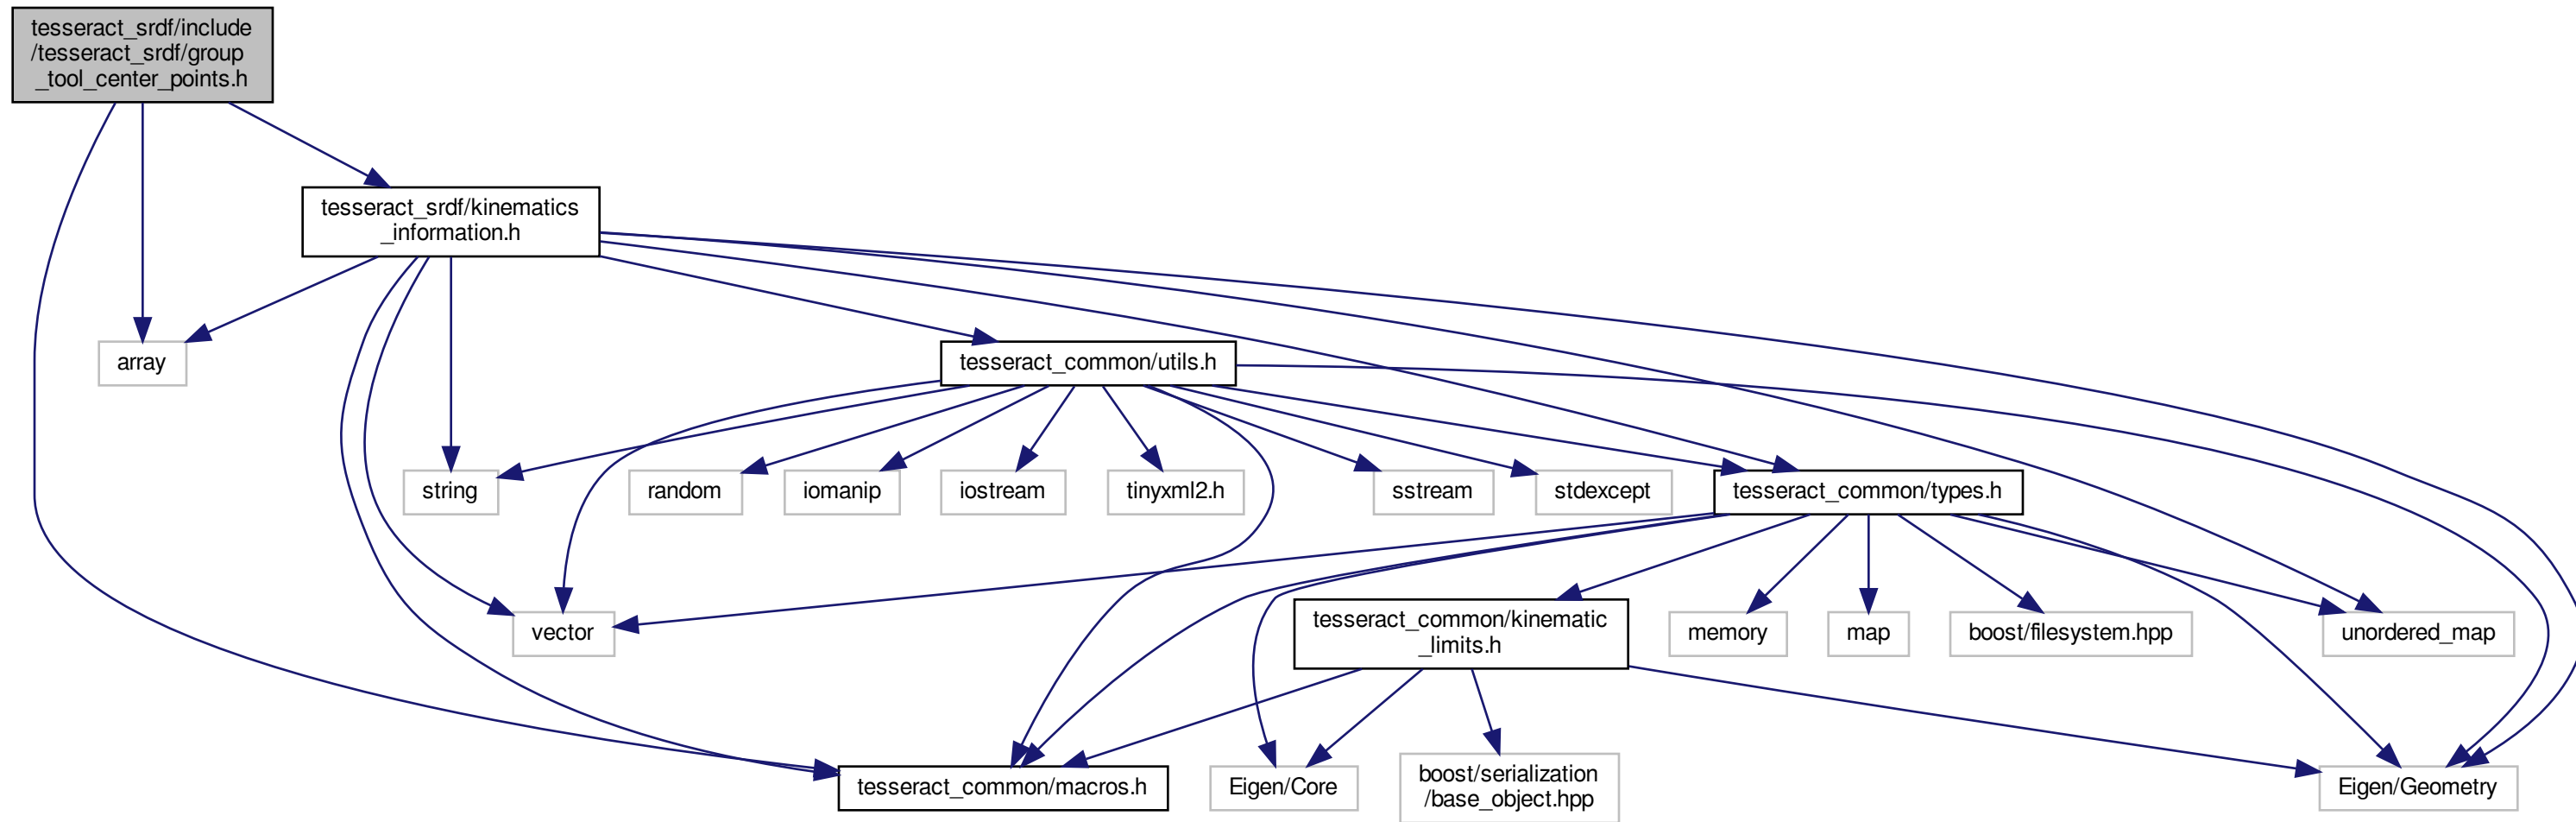 tesseract_srdf/include
/tesseract_srdf/group
_tool_center_points.h
tesseract_srdf/kinematics
_information.h
array
tesseract_common/utils.h
string
random
iomanip
iostream
tinyxml2.h
sstream
stdexcept
tesseract_common/types.h
vector
tesseract_common/kinematic
_limits.h
memory
map
boost/filesystem.hpp
unordered_map
tesseract_common/macros.h
Eigen/Core
boost/serialization
/base_object.hpp
Eigen/Geometry